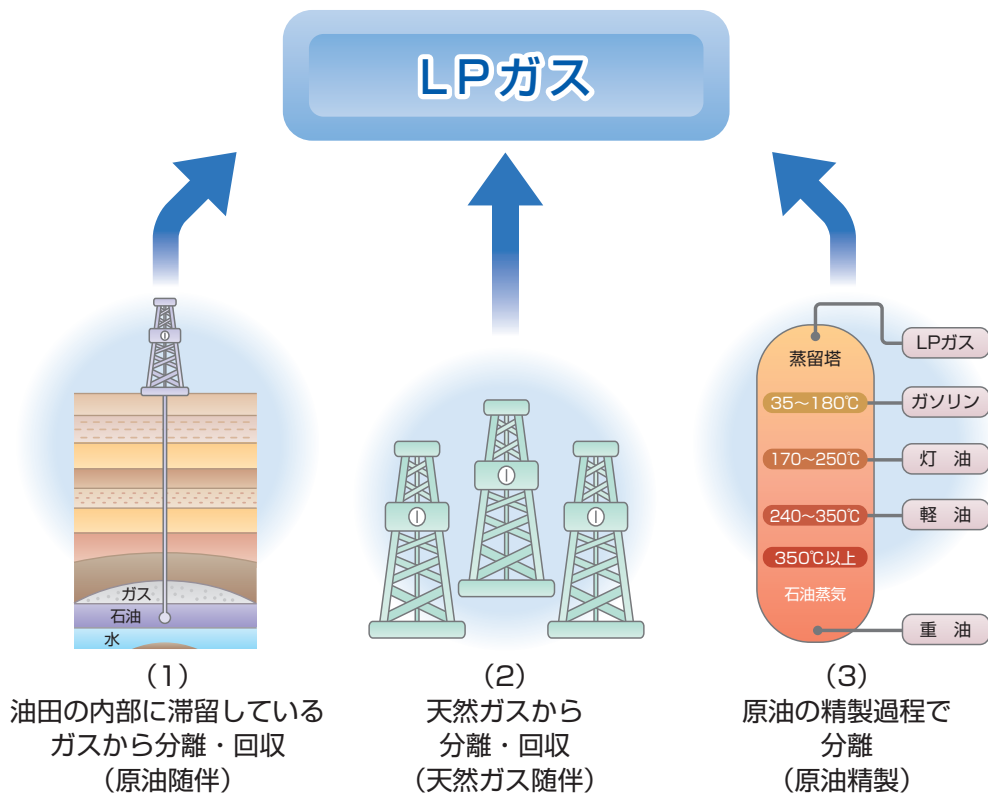 LPガス
蒸留塔
LPガス
35～180℃
ガソリン
170～250℃
灯 油
240～350℃
軽 油
350℃以上
石油蒸気
重 油
ガス
石油
水
（1）
油田の内部に滞留している
ガスから分離・回収
（原油随伴）
（2）
天然ガスから
分離・回収
（天然ガス随伴）
（3）
原油の精製過程で
分離
（原油精製）